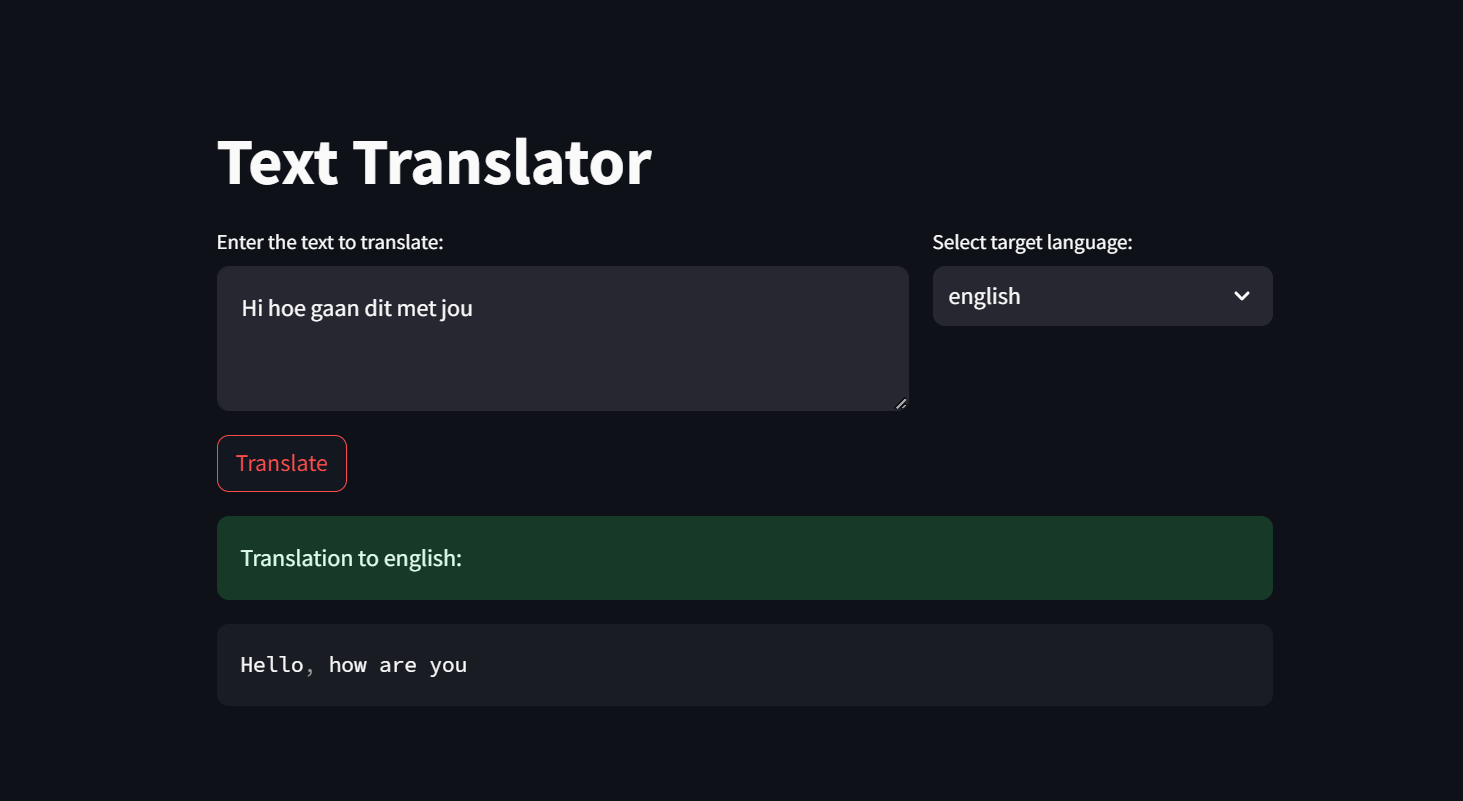 Text Translator
Enter the text to translate:
Hi hoe gaan dit met jou
Select target language:
english
Translate
Translation to english:
Hello, how are you